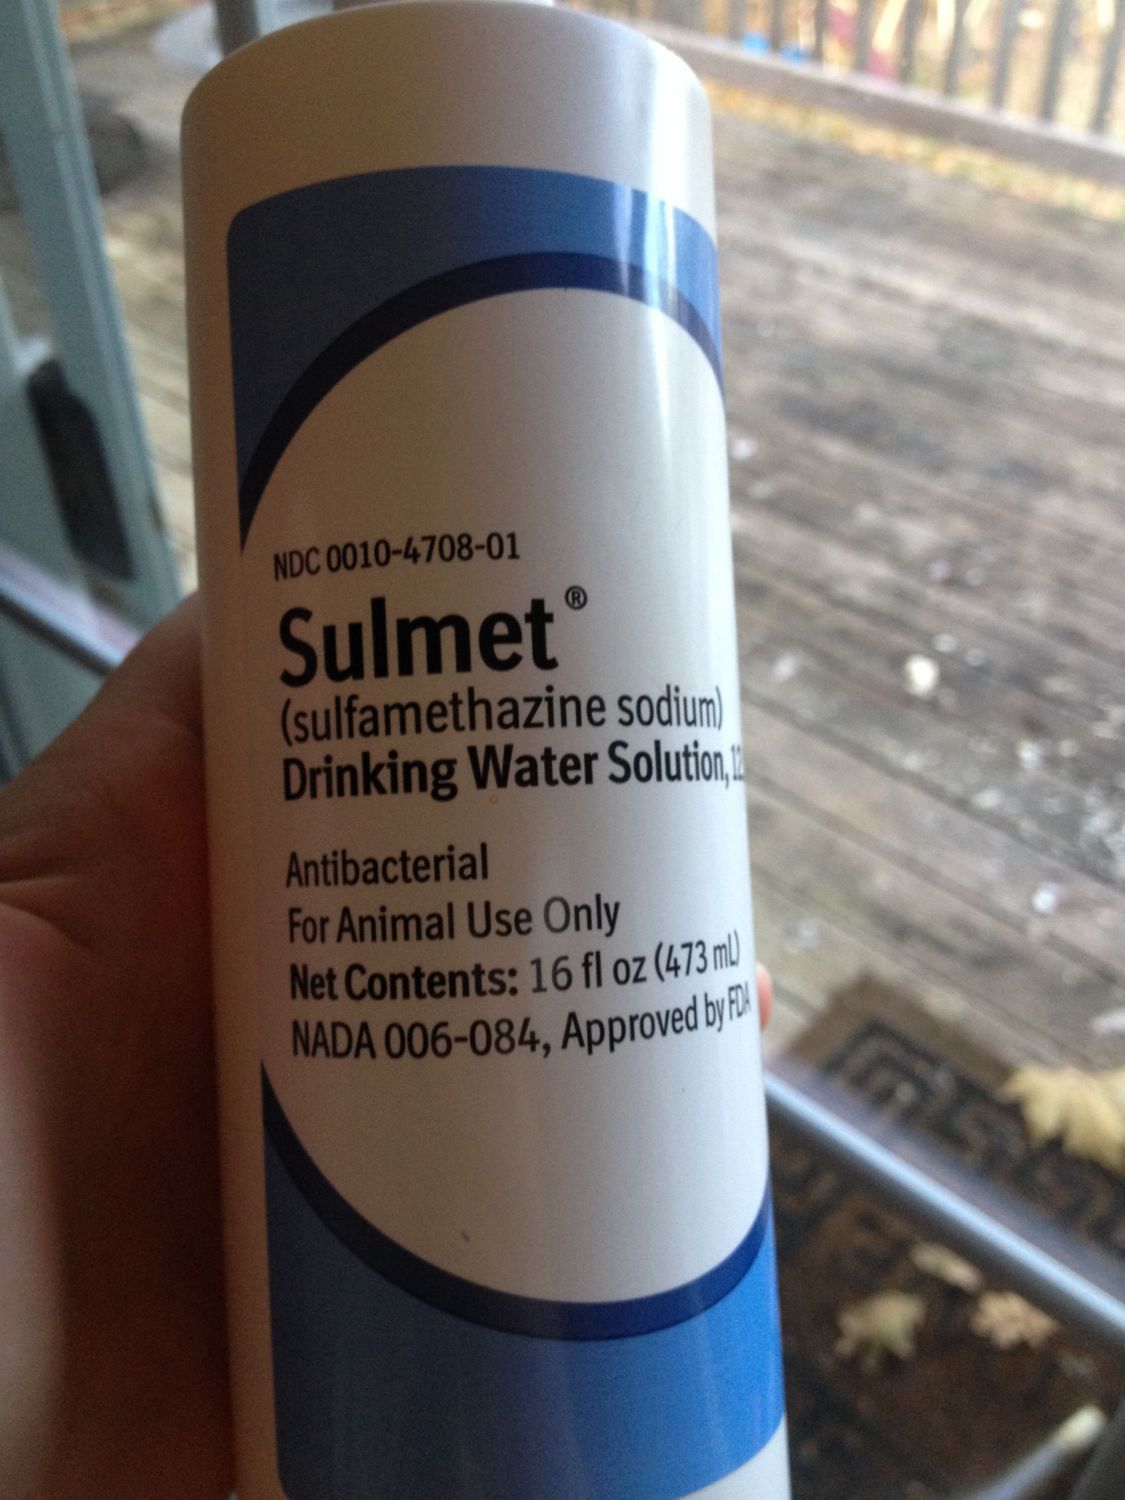 NDC 0010-4708-01
Sulmet®
(sulfamethazine sodium)
Drinking Water Solution,
Antibacterial
For Animal Use Only
Net Contents: 16 fl oz (473 mL)
NADA 006-084, Approved by FDA